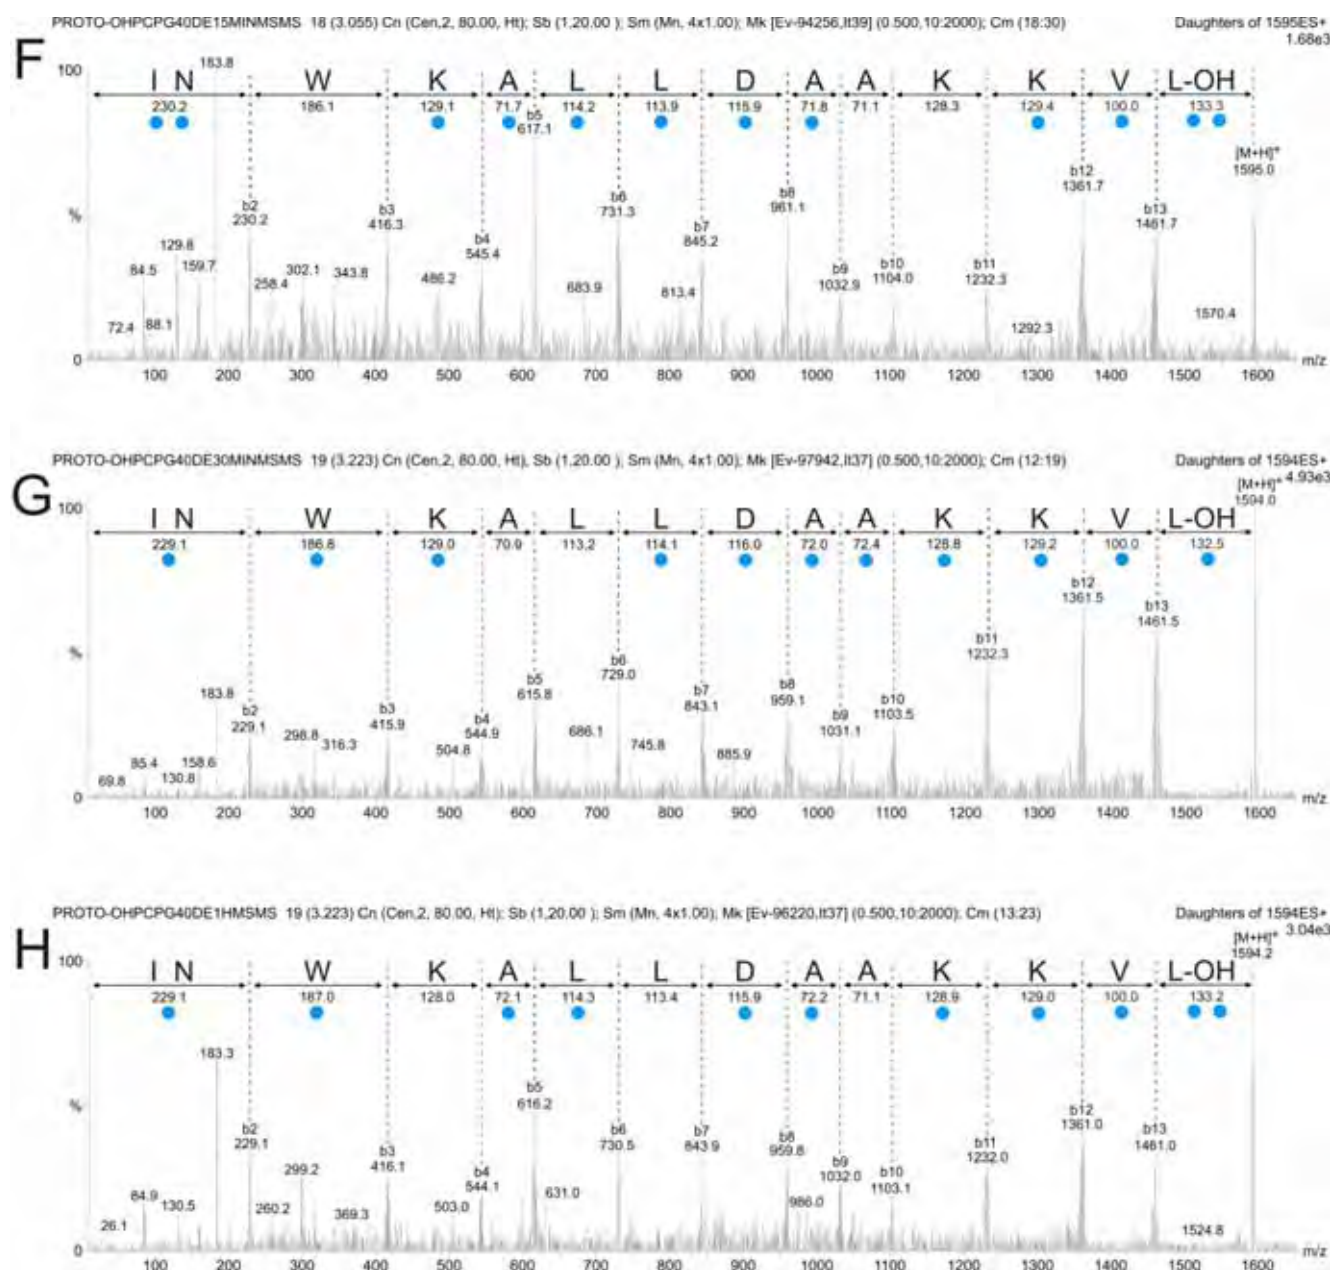 PROTO-OHPCPG40DE15MINMSMS 18 (3.055) Cn (Cen,2, 80.00, Ht); Sb (1,20.00 ); Sm (Mn, 4x1.00); Mk [Ev-94256,It39] (0.500,10:2000); Cm (18:30) Daughters of 1595ES+
1.68e3
F
100 183.8
I N W K A L L D A A K K V L-OH
230.2 186.1 129.1 71.7 114.2 113.9 115.9 71.8 71.1 128.3 129.4 100.0 133.3
b5
617.1
[M+H]+
1595.0
b12
1361.7
b8
961.1
b2
230.2
b3
416.3
b6
731.3
b13
1461.7
%
b7
845.2
b4
545.4
129.8
84.5 159.7 258.4 302.1 343.8 486.2 683.9 813.4
b9
1032.9
b10
1104.0
b11
1232.3
72.4 88.1 1292.3 1570.4
0
100 200 300 400 500 600 700 800 900 1000 1100 1200 1300 1400 1500 1600 m/z
PROTO-OHPCPG40DE30MINMSMS 19 (3.223) Cn (Cen,2, 80.00, Ht), Sb (1,20.00 ), Sm (Mn, 4x1.00); Mk [Ev-97942,It37] (0.500,10:2000); Cm (12:19) Daughters of 1594ES+
[M+H]+ 4.93e3
1594.0
G
100
I N W K A L L D A A K K V L-OH
229.1 186.8 129.0 70.9 113.2 114.1 116.0 72.0 72.4 128.8 129.2 100.0 132.5
b12
1361.5
b13
1461.5
b11
1232.3
%
b6
729.0
b5
615.8
b7
843.1
b8
959.1
183.8
b2
229.1
b3
415.9
b4
544.9
b9
1031.1
b10
1103.5
298.8 316.3 504.8 686.1 745.8 885.9
85.4 158.6
69.8 130.8
0
100 200 300 400 500 600 700 800 900 1000 1100 1200 1300 1400 1500 1600 m/z
PROTO-OHPCPG40DE1HMSMS 19 (3.223) Cn (Cen,2, 80.00, Ht); Sb (1,20.00 ); Sm (Mn, 4x1.00); Mk [Ev-96220,It37] (0.500,10:2000); Cm (13:23) Daughters of 1594ES+
[M+H]+ 3.04e3
1594.2
H
100
I N W K A L L D A A K K V L-OH
229.1 187.0 128.0 72.1 114.3 113.4 115.9 72.2 71.1 128.9 129.0 100.0 133.2
183.3
b5
616.2
%
b12
1361.0
b2
229.1
b3
416.1
b6
730.5
b7
843.9
b8
959.8
b11
1232.0
b13
1461.0
b4
544.1
b9
1032.0
b10
1103.1
299.2 631.0
84.9 130.5 260.2 369.3 503.0 986.0
26.1 1524.8
0
100 200 300 400 500 600 700 800 900 1000 1100 1200 1300 1400 1500 1600 m/z